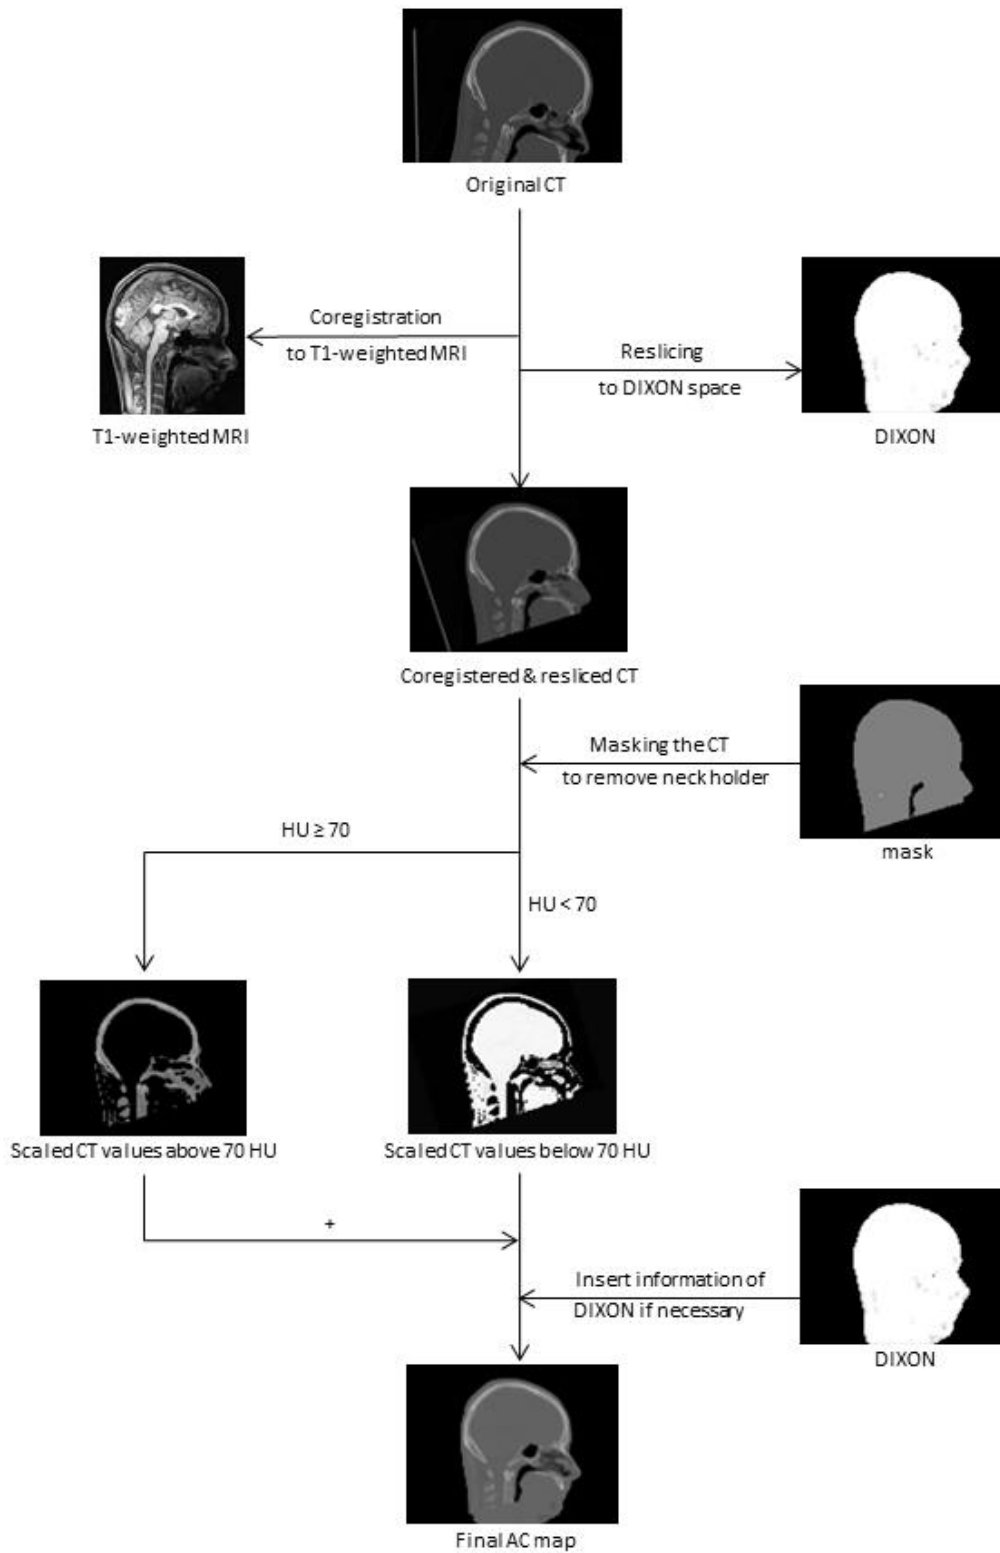 Original CT
Coregistration
to T1-weighted MRI
Reslicing
to DIXON space
T1-weighted MRI
DIXON
Coregistered & resliced CT
Masking the CT
to remove neck holder
mask
HU ≥ 70
HU < 70
Scaled CT values above 70 HU
Scaled CT values below 70 HU
+
Insert information of
DIXON if necessary
DIXON
Final AC map